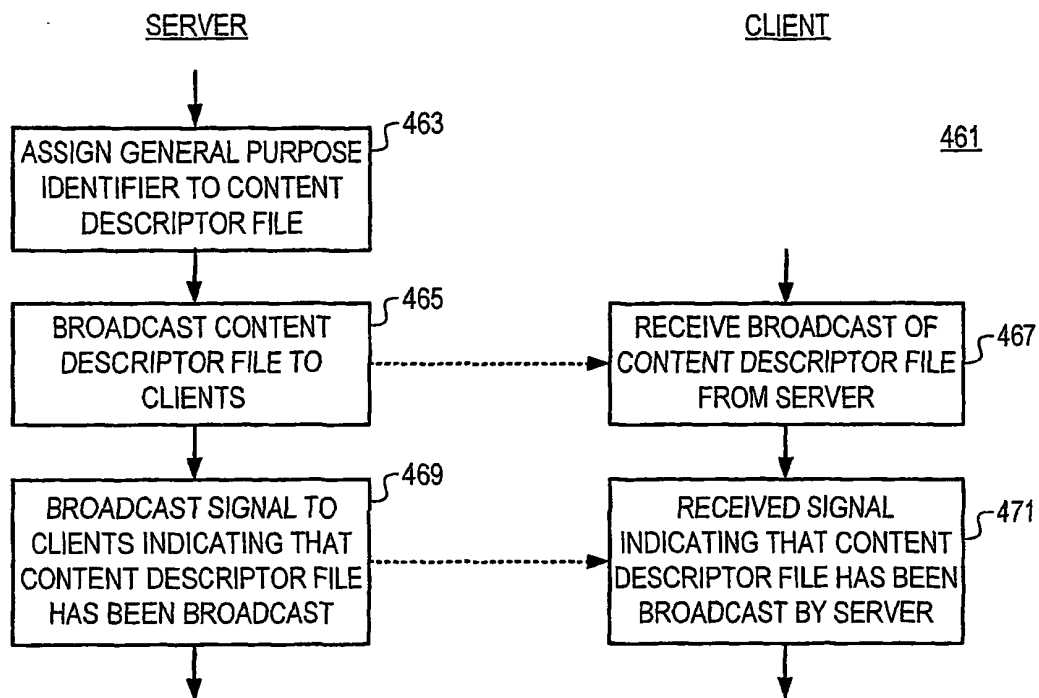 SERVER
CLIENT
463
461
ASSIGN GENERAL PURPOSE
IDENTIFIER TO CONTENT
DESCRIPTOR FILE
465
BROADCAST CONTENT
DESCRIPTOR FILE TO
CLIENTS
RECEIVE BROADCAST OF
CONTENT DESCRIPTOR FILE
FROM SERVER
467
469
BROADCAST SIGNAL TO
CLIENTS INDICATING THAT
CONTENT DESCRIPTOR FILE
HAS BEEN BROADCAST
RECEIVED SIGNAL
INDICATING THAT CONTENT
DESCRIPTOR FILE HAS BEEN
BROADCAST BY SERVER
471